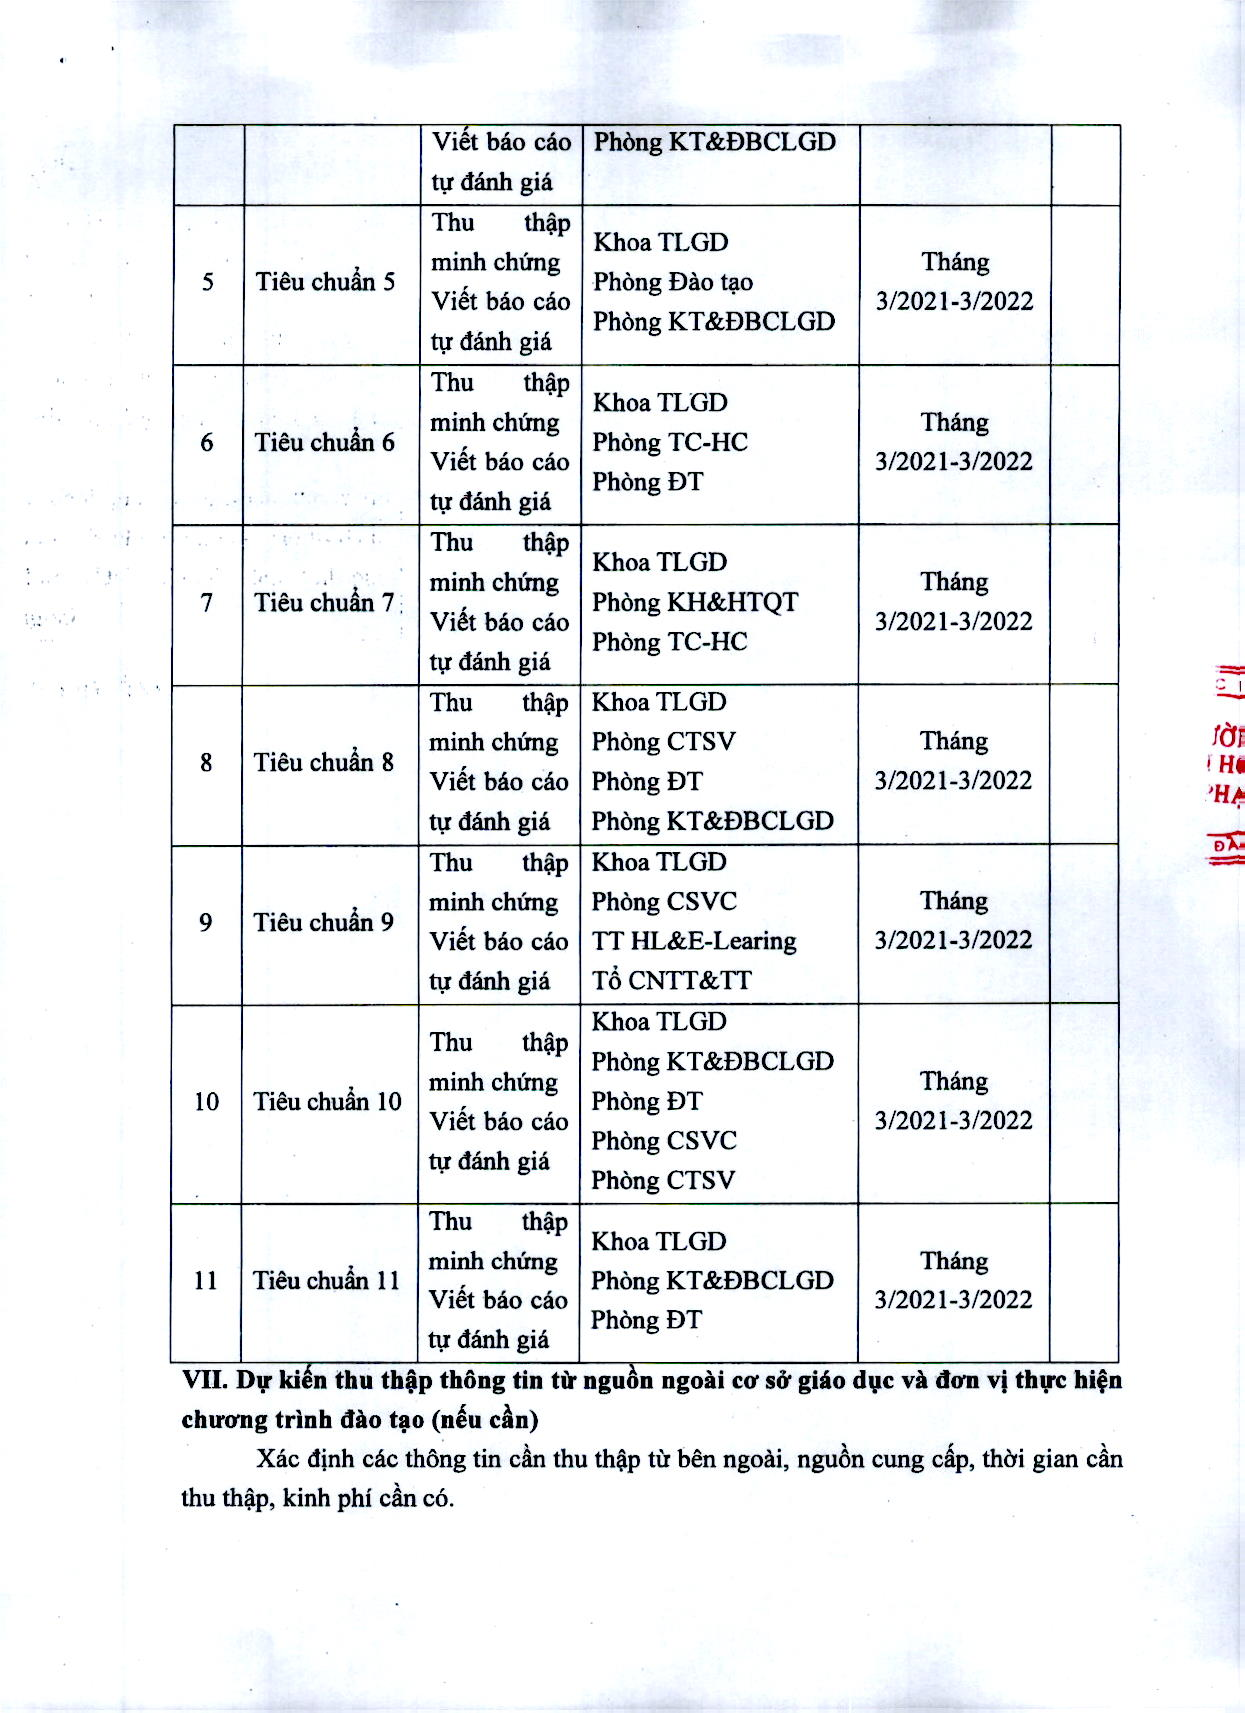 Viết báo cáo
tự đánh giá
Phòng KT&ĐBCLGD
5
Tiêu chuẩn 5
Thu thập
minh chứng
Viết báo cáo
tự đánh giá
Khoa TLGD
Phòng Đào tạo
Phòng KT&ĐBCLGD
Tháng
3/2021-3/2022
6
Tiêu chuẩn 6
Thu thập
minh chứng
Viết báo cáo
tự đánh giá
Khoa TLGD
Phòng TC-HC
Phòng ĐT
Tháng
3/2021-3/2022
7
Tiêu chuẩn 7
Thu thập
minh chứng
Viết báo cáo
tự đánh giá
Khoa TLGD
Phòng KH&HTQT
Phòng TC-HC
Tháng
3/2021-3/2022
8
Tiêu chuẩn 8
Thu thập
minh chứng
Viết báo cáo
tự đánh giá
Khoa TLGD
Phòng CTSV
Phòng ĐT
Phòng KT&ĐBCLGD
Tháng
3/2021-3/2022
9
Tiêu chuẩn 9
Thu thập
minh chứng
Viết báo cáo
tự đánh giá
Khoa TLGD
Phòng CSVC
TT HL&E-Learing
Tổ CNTT&TT
Tháng
3/2021-3/2022
10
Tiêu chuẩn 10
Thu thập
minh chứng
Viết báo cáo
tự đánh giá
Khoa TLGD
Phòng KT&ĐBCLGD
Phòng ĐT
Phòng CSVC
Phòng CTSV
Tháng
3/2021-3/2022
11
Tiêu chuẩn 11
Thu thập
minh chứng
Viết báo cáo
tự đánh giá
Khoa TLGD
Phòng KT&ĐBCLGD
Phòng ĐT
Tháng
3/2021-3/2022
VII. Dự kiến thu thập thông tin từ nguồn ngoài cơ sở giáo dục và đơn vị thực hiện
chương trình đào tạo (nếu cần)
Xác định các thông tin cần thu thập từ bên ngoài, nguồn cung cấp, thời gian cần
thu thập, kinh phí cần có.